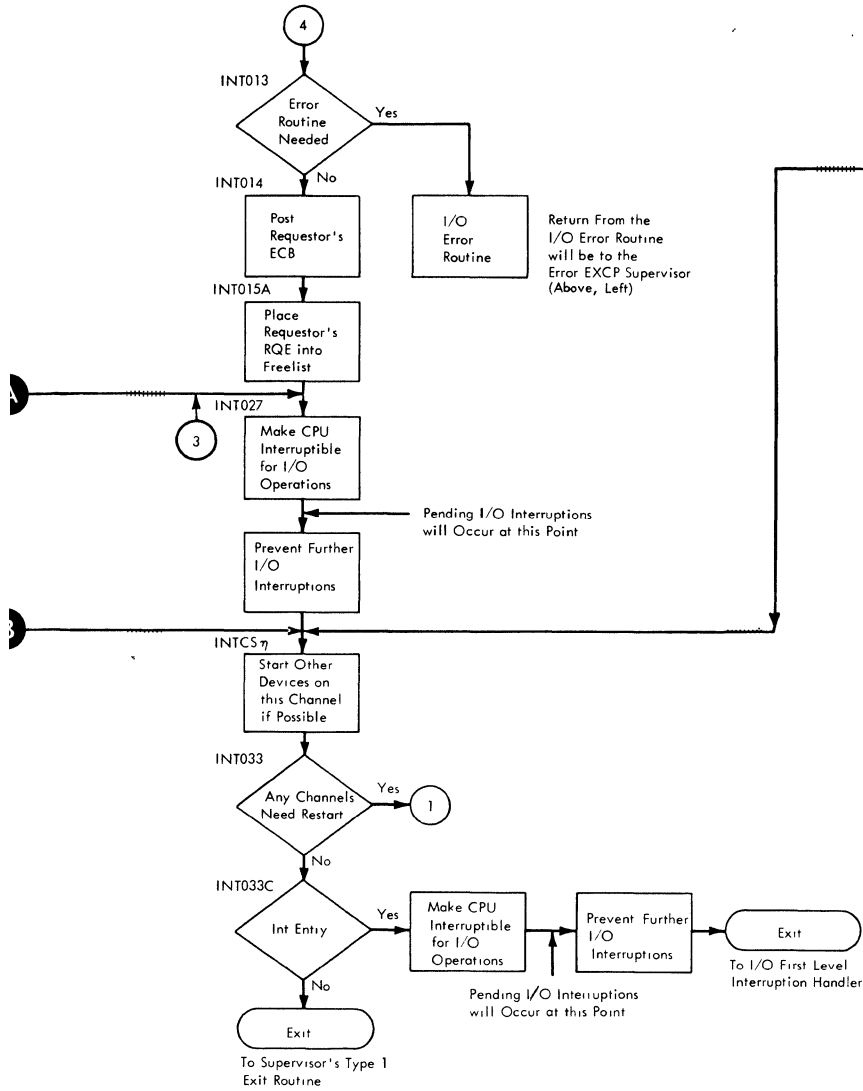 4
INT013
Error
Routine
Needed
Yes
No
INT014
Post
Requestor's
ECB
I/O
Error
Routine
Return From the
I/O Error Routine
will be to the
Error EXCP Supervisor
(Above, Left)
INT015A
Place
Requestor's
RQE into
Freelist
A
3
INT027
Make CPU
Interruptible
for I/O
Operations
Pending I/O Interruptions
will Occur at this Point
Prevent Further
I/O
Interruptions
INTCS η
Start Other
Devices on
this Channel
if Possible
INT033
Any Channels
Need Restart
Yes
1
No
INT033C
Int Entry
Yes
Make CPU
Interruptible
for I/O
Operations
Prevent Further
I/O
Interruptions
Exit
To I/O First Level
Interruption Handler
Pending I/O Interruptions
will Occur at this Point
No
Exit
To Supervisor's Type 1
Exit Routine